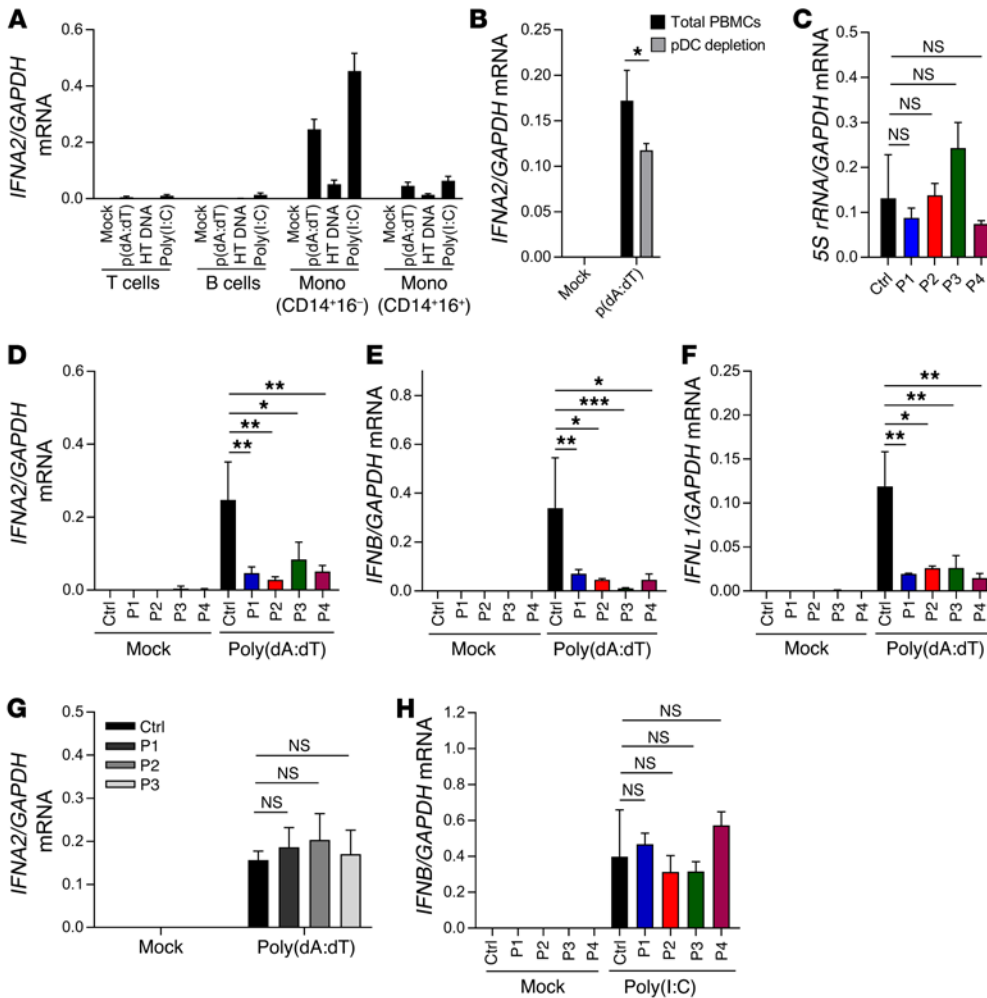 A
IFNA2/GAPDH
mRNA
0.6
0.4
0.2
0.0
Mock
p(dA:dT)
HT DNA
Poly(I:C)
Mock
p(dA:dT)
HT DNA
Poly(I:C)
Mock
p(dA:dT)
HT DNA
Poly(I:C)
Mock
p(dA:dT)
HT DNA
Poly(I:C)
T cells
B cells
Mono
(CD14⁺16⁻)
Mono
(CD14⁺16⁺)
B
IFNA2/GAPDH mRNA
0.25
0.20
0.15
0.10
0.05
0.00
Total PBMCs
pDC depletion
*
Mock
p(dA:dT)
C
5S rRNA/GAPDH mRNA
0.5
0.4
0.3
0.2
0.1
0.0
NS
NS
NS
NS
Ctrl
P1
P2
P3
P4
D
IFNA2/GAPDH
mRNA
0.6
0.4
0.2
0.0
**
*
**
**
Ctrl
P1
P2
P3
P4
Ctrl
P1
P2
P3
P4
Mock
Poly(dA:dT)
E
IFNB/GAPDH mRNA
0.8
0.6
0.4
0.2
0.0
*
***
*
**
Ctrl
P1
P2
P3
P4
Ctrl
P1
P2
P3
P4
Mock
Poly(dA:dT)
F
IFNL1/GAPDH mRNA
0.25
0.20
0.15
0.10
0.05
0.00
**
**
*
**
Ctrl
P1
P2
P3
P4
Ctrl
P1
P2
P3
P4
Mock
Poly(dA:dT)
G
IFNA2/GAPDH
mRNA
0.5
0.4
0.3
0.2
0.1
0.0
Ctrl
P1
P2
P3
NS
NS
NS
Mock
Poly(dA:dT)
H
IFNB/GAPDH mRNA
1.2
1.0
0.8
0.6
0.4
0.2
0.0
NS
NS
NS
NS
Ctrl
P1
P2
P3
P4
Ctrl
P1
P2
P3
P4
Mock
Poly(I:C)